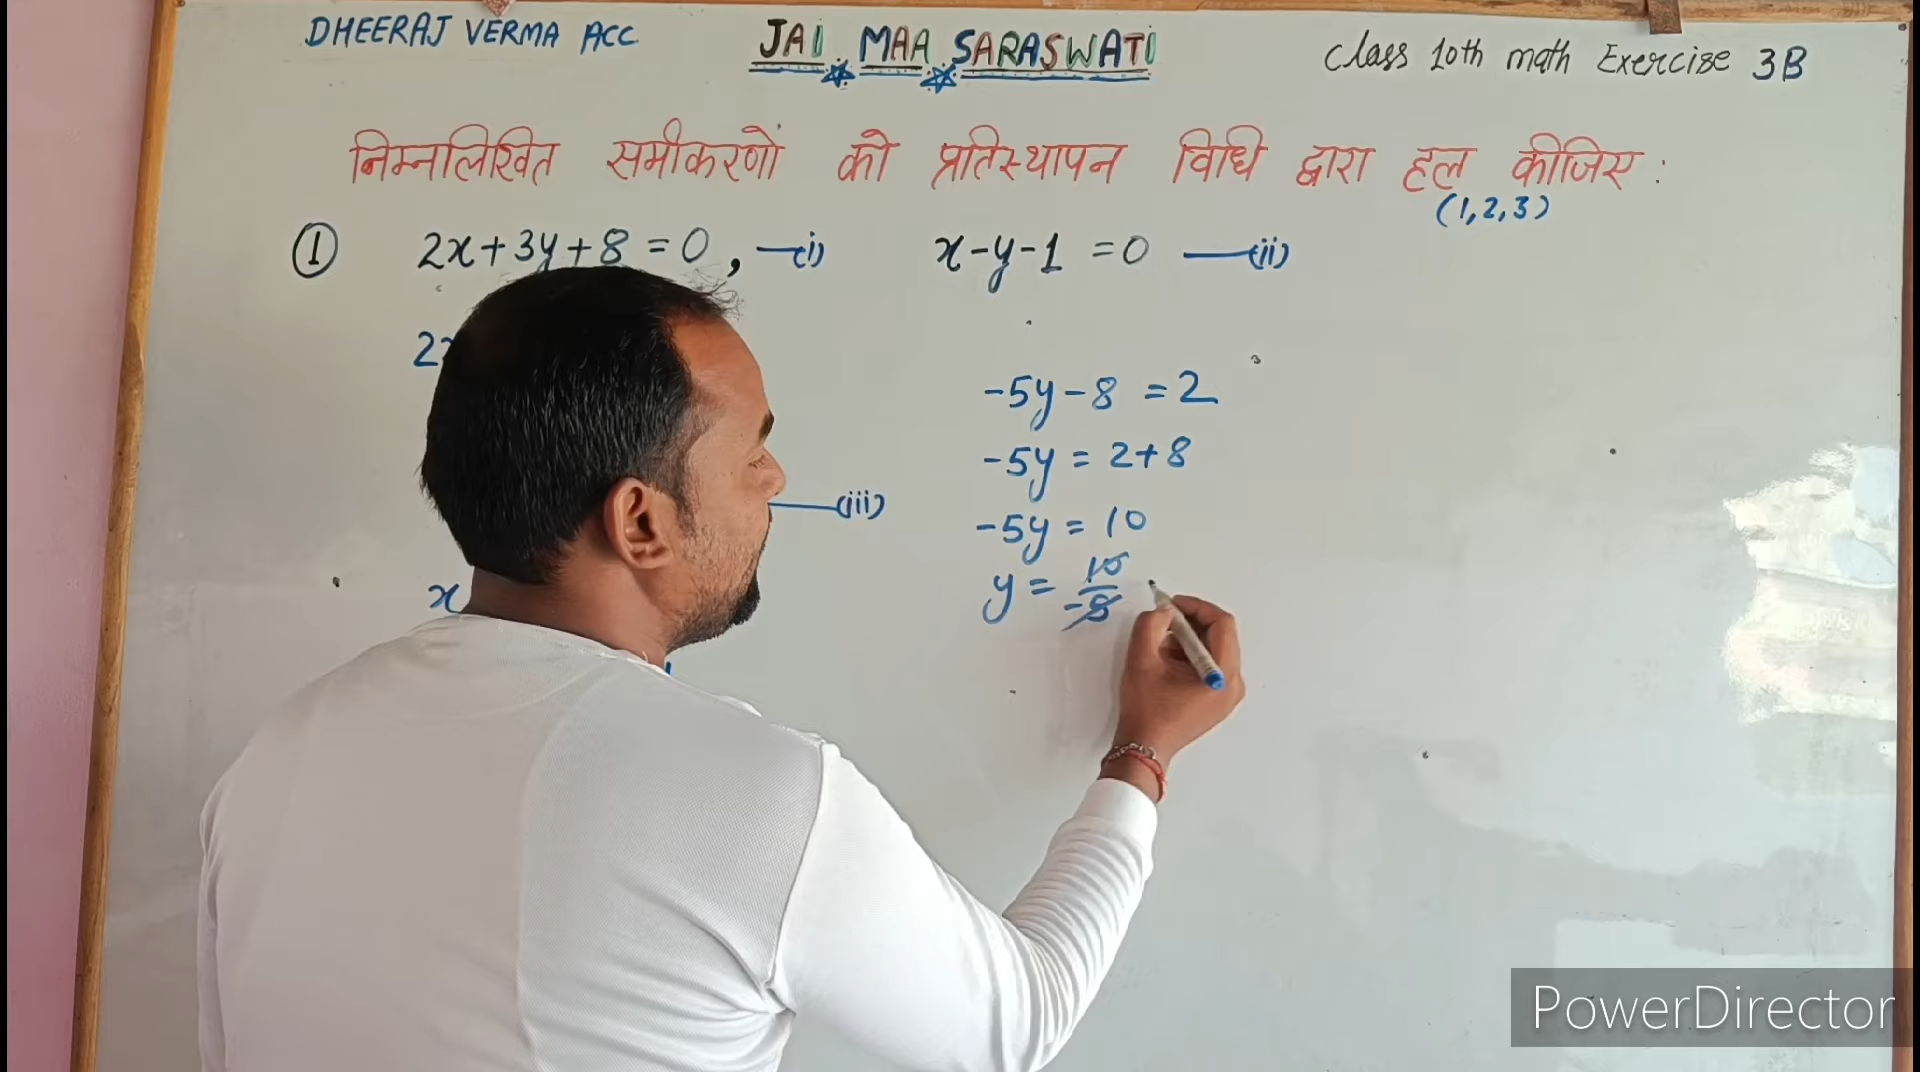 DHEERAJ VERMA ACC
JAI MAA SARASWATI
Class 10th math Exercise 3B
निम्नलिखित समीकरणों को प्रतिस्थापन विधि द्वारा हल कीजिए :
(1,2,3)
① 2x+3y+8 = 0, —(i) x-y-1 = 0 —(ii)
-5y-8 = 2
-5y = 2+8
—(iii)
-5y = 10
y = 10/-5
x
PowerDirector